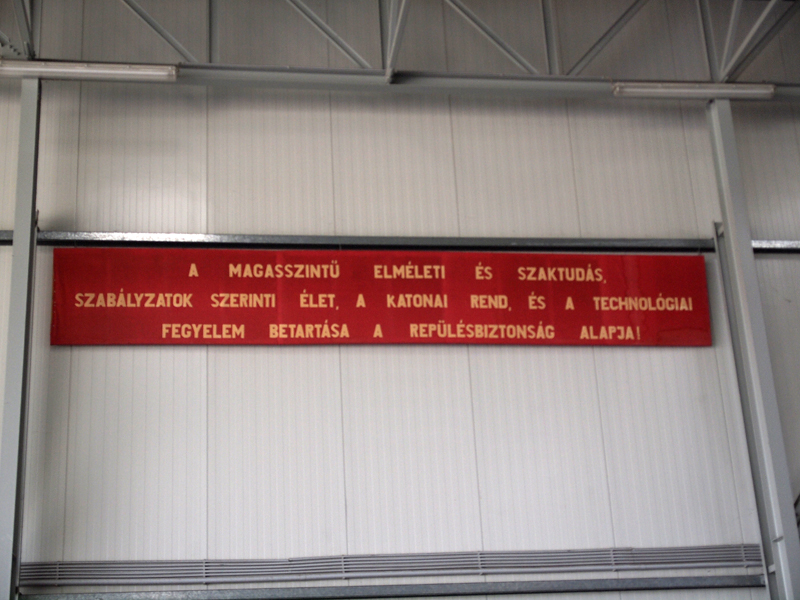 A MAGASSZINTŰ ELMÉLETI ÉS SZAKTUDÁS,
SZABÁLYZATOK SZERINTI ÉLET, A KATONAI REND, ÉS A TECHNOLÓGIAI
FEGYELEM BETARTÁSA A REPÜLÉSBIZTONSÁG ALAPJA!